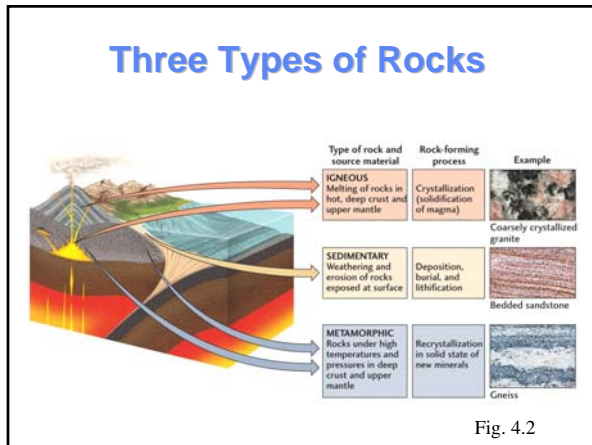 Three Types of Rocks
Type of rock and
source material
Rock-forming
process
Example
IGNEOUS
Melting of rocks in
hot, deep crust and
upper mantle
Crystallization
(solidification
of magma)
Coarsely crystallized
granite
SEDIMENTARY
Weathering and
erosion of rocks
exposed at surface
Deposition,
burial, and
lithification
Bedded sandstone
METAMORPHIC
Rocks under high
temperatures and
pressures in deep
crust and upper
mantle
Recrystallization
in solid state of
new minerals
Gneiss
Fig. 4.2